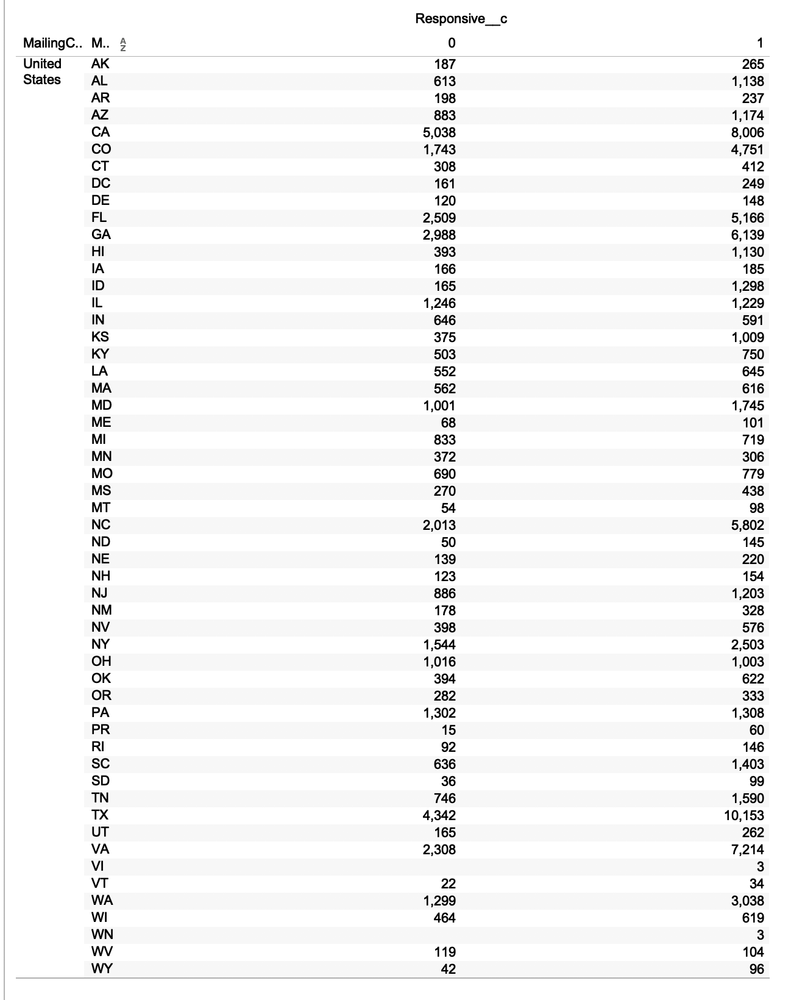 Responsive__c
MailingC.. M.. AZ 0 1
United States AK 187 265
AL 613 1,138
AR 198 237
AZ 883 1,174
CA 5,038 8,006
CO 1,743 4,751
CT 308 412
DC 161 249
DE 120 148
FL 2,509 5,166
GA 2,988 6,139
HI 393 1,130
IA 166 185
ID 165 1,298
IL 1,246 1,229
IN 646 591
KS 375 1,009
KY 503 750
LA 552 645
MA 562 616
MD 1,001 1,745
ME 68 101
MI 833 719
MN 372 306
MO 690 779
MS 270 438
MT 54 98
NC 2,013 5,802
ND 50 145
NE 139 220
NH 123 154
NJ 886 1,203
NM 178 328
NV 398 576
NY 1,544 2,503
OH 1,016 1,003
OK 394 622
OR 282 333
PA 1,302 1,308
PR 15 60
RI 92 146
SC 636 1,403
SD 36 99
TN 746 1,590
TX 4,342 10,153
UT 165 262
VA 2,308 7,214
VI 3
VT 22 34
WA 1,299 3,038
WI 464 619
WN 3
WV 119 104
WY 42 96